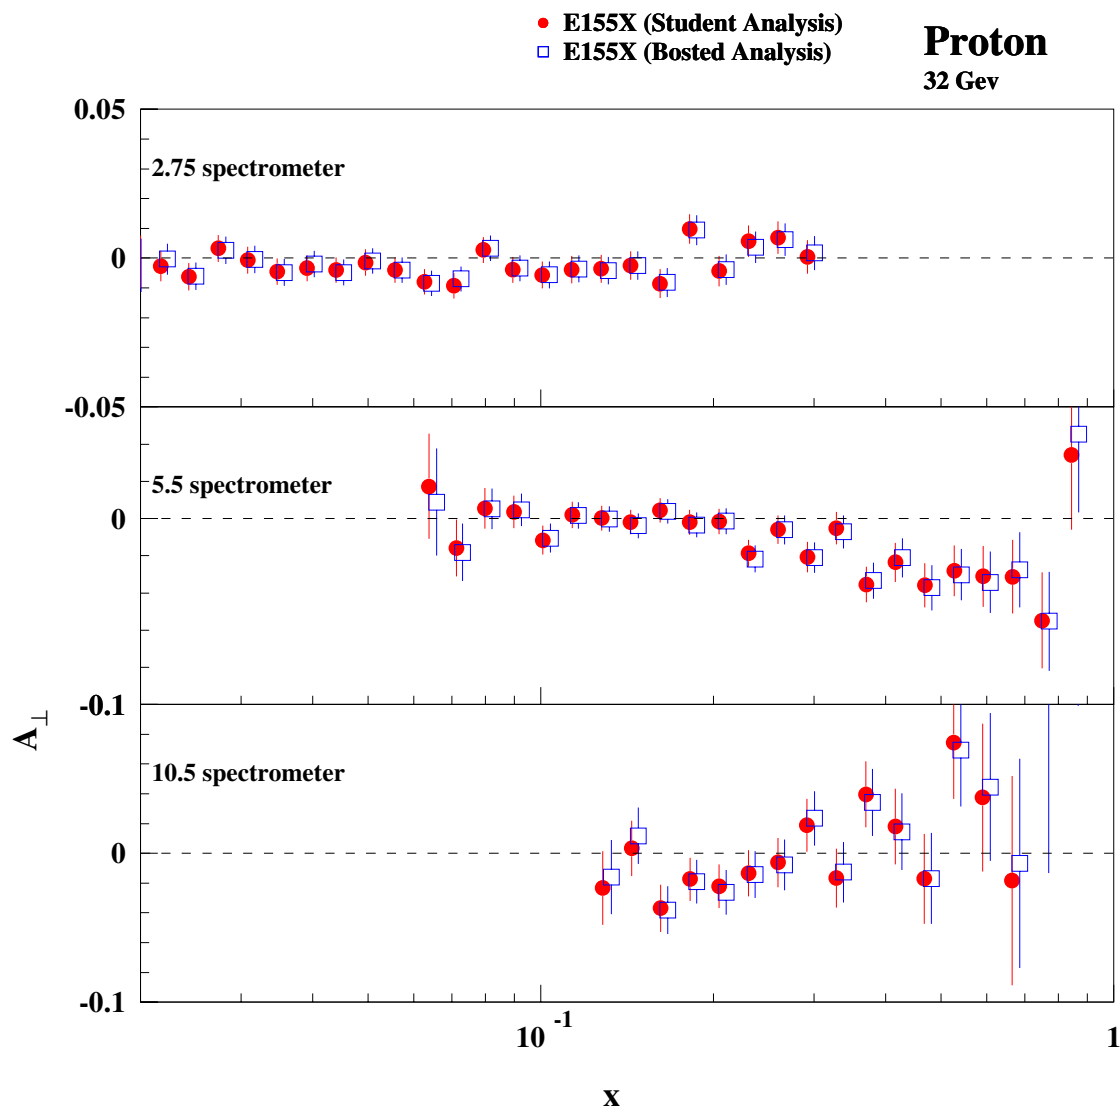 E155X (Student Analysis)
E155X (Bosted Analysis)
Proton
32 Gev
0.05
2.75 spectrometer
0
-0.05
5.5 spectrometer
0
-0.1
A⊥
10.5 spectrometer
0
-0.1
10 -1
1
x